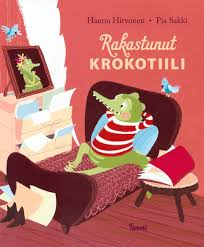 Hannu Hirvonen • Pia Sakki
Rakastunut
KROKOTIILI
Tammi